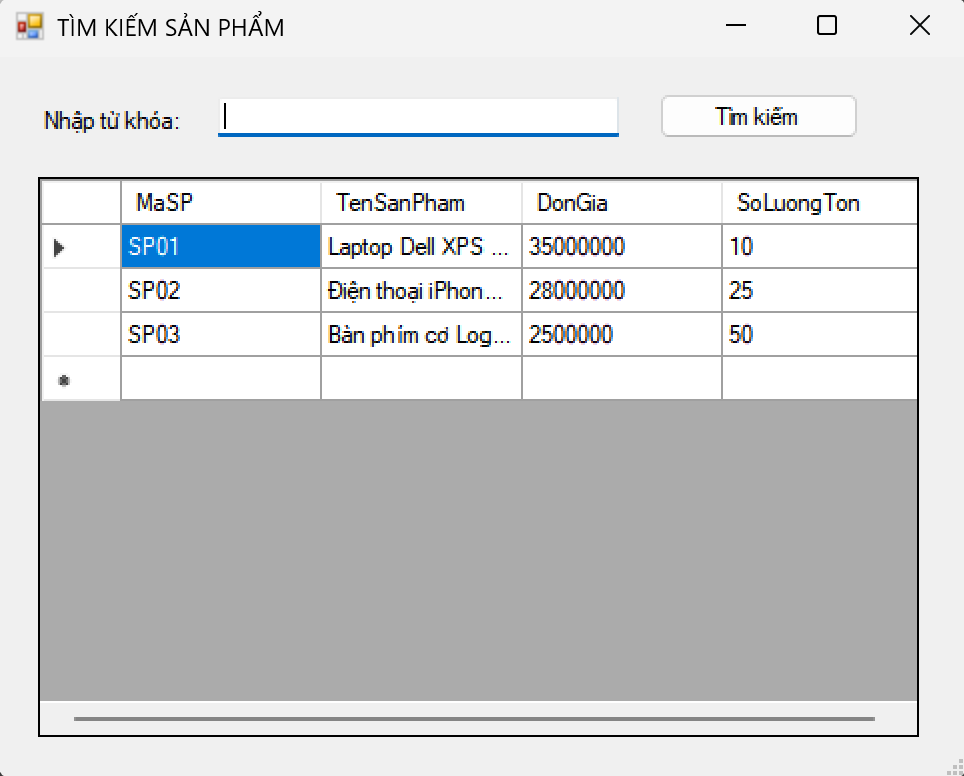 TÌM KIẾM SẢN PHẨM
Nhập từ khóa: Tìm kiếm
MaSP TenSanPham DonGia SoLuongTon
SP01 Laptop Dell XPS ... 35000000 10
SP02 Điện thoại iPhon... 28000000 25
SP03 Bàn phím cơ Log... 2500000 50